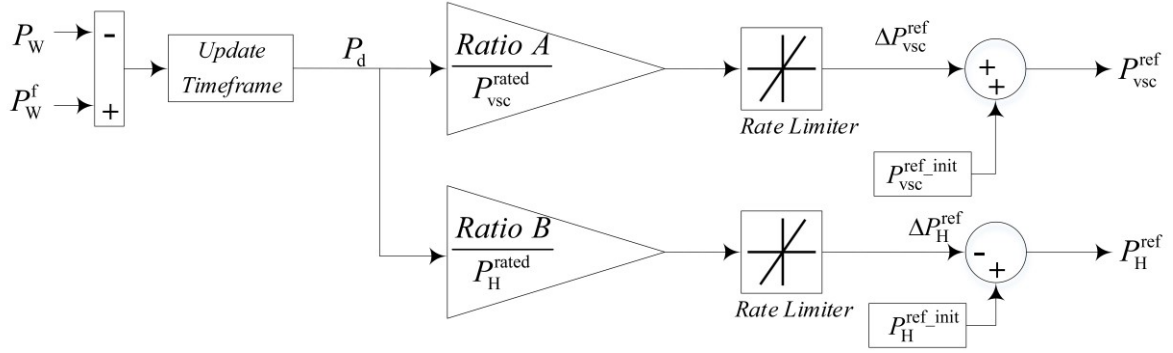 P_W
-
Update
Timeframe
P_W^f
+
P_d
Ratio A
P_vsc^rated
Rate Limiter
ΔP_vsc^ref
+
+
P_vsc^ref
P_vsc^ref_init
Ratio B
P_H^rated
Rate Limiter
ΔP_H^ref
-
+
P_H^ref
P_H^ref_init